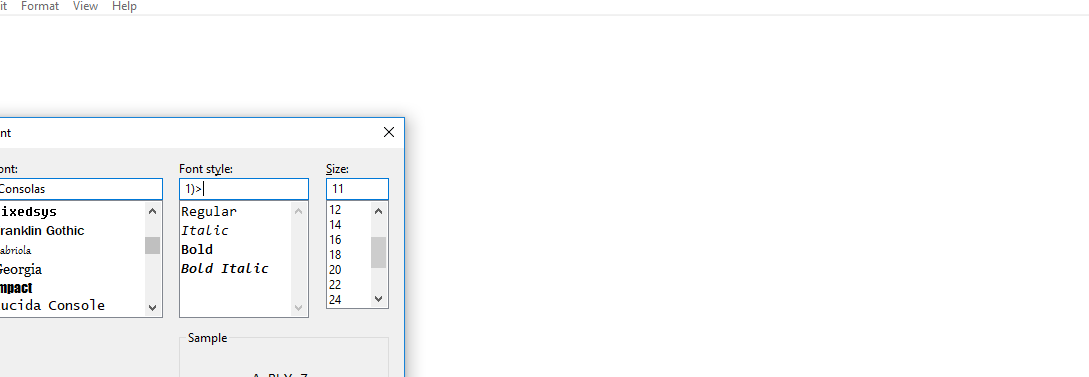 it Format View Help
nt
ont: Font style: Size:
Consolas 1)> 11
ixedsys Regular 12
ranklin Gothic Italic 14
abriola Bold 16
Georgia Bold Italic 18
mpact 20
ucida Console 22
24
Sample